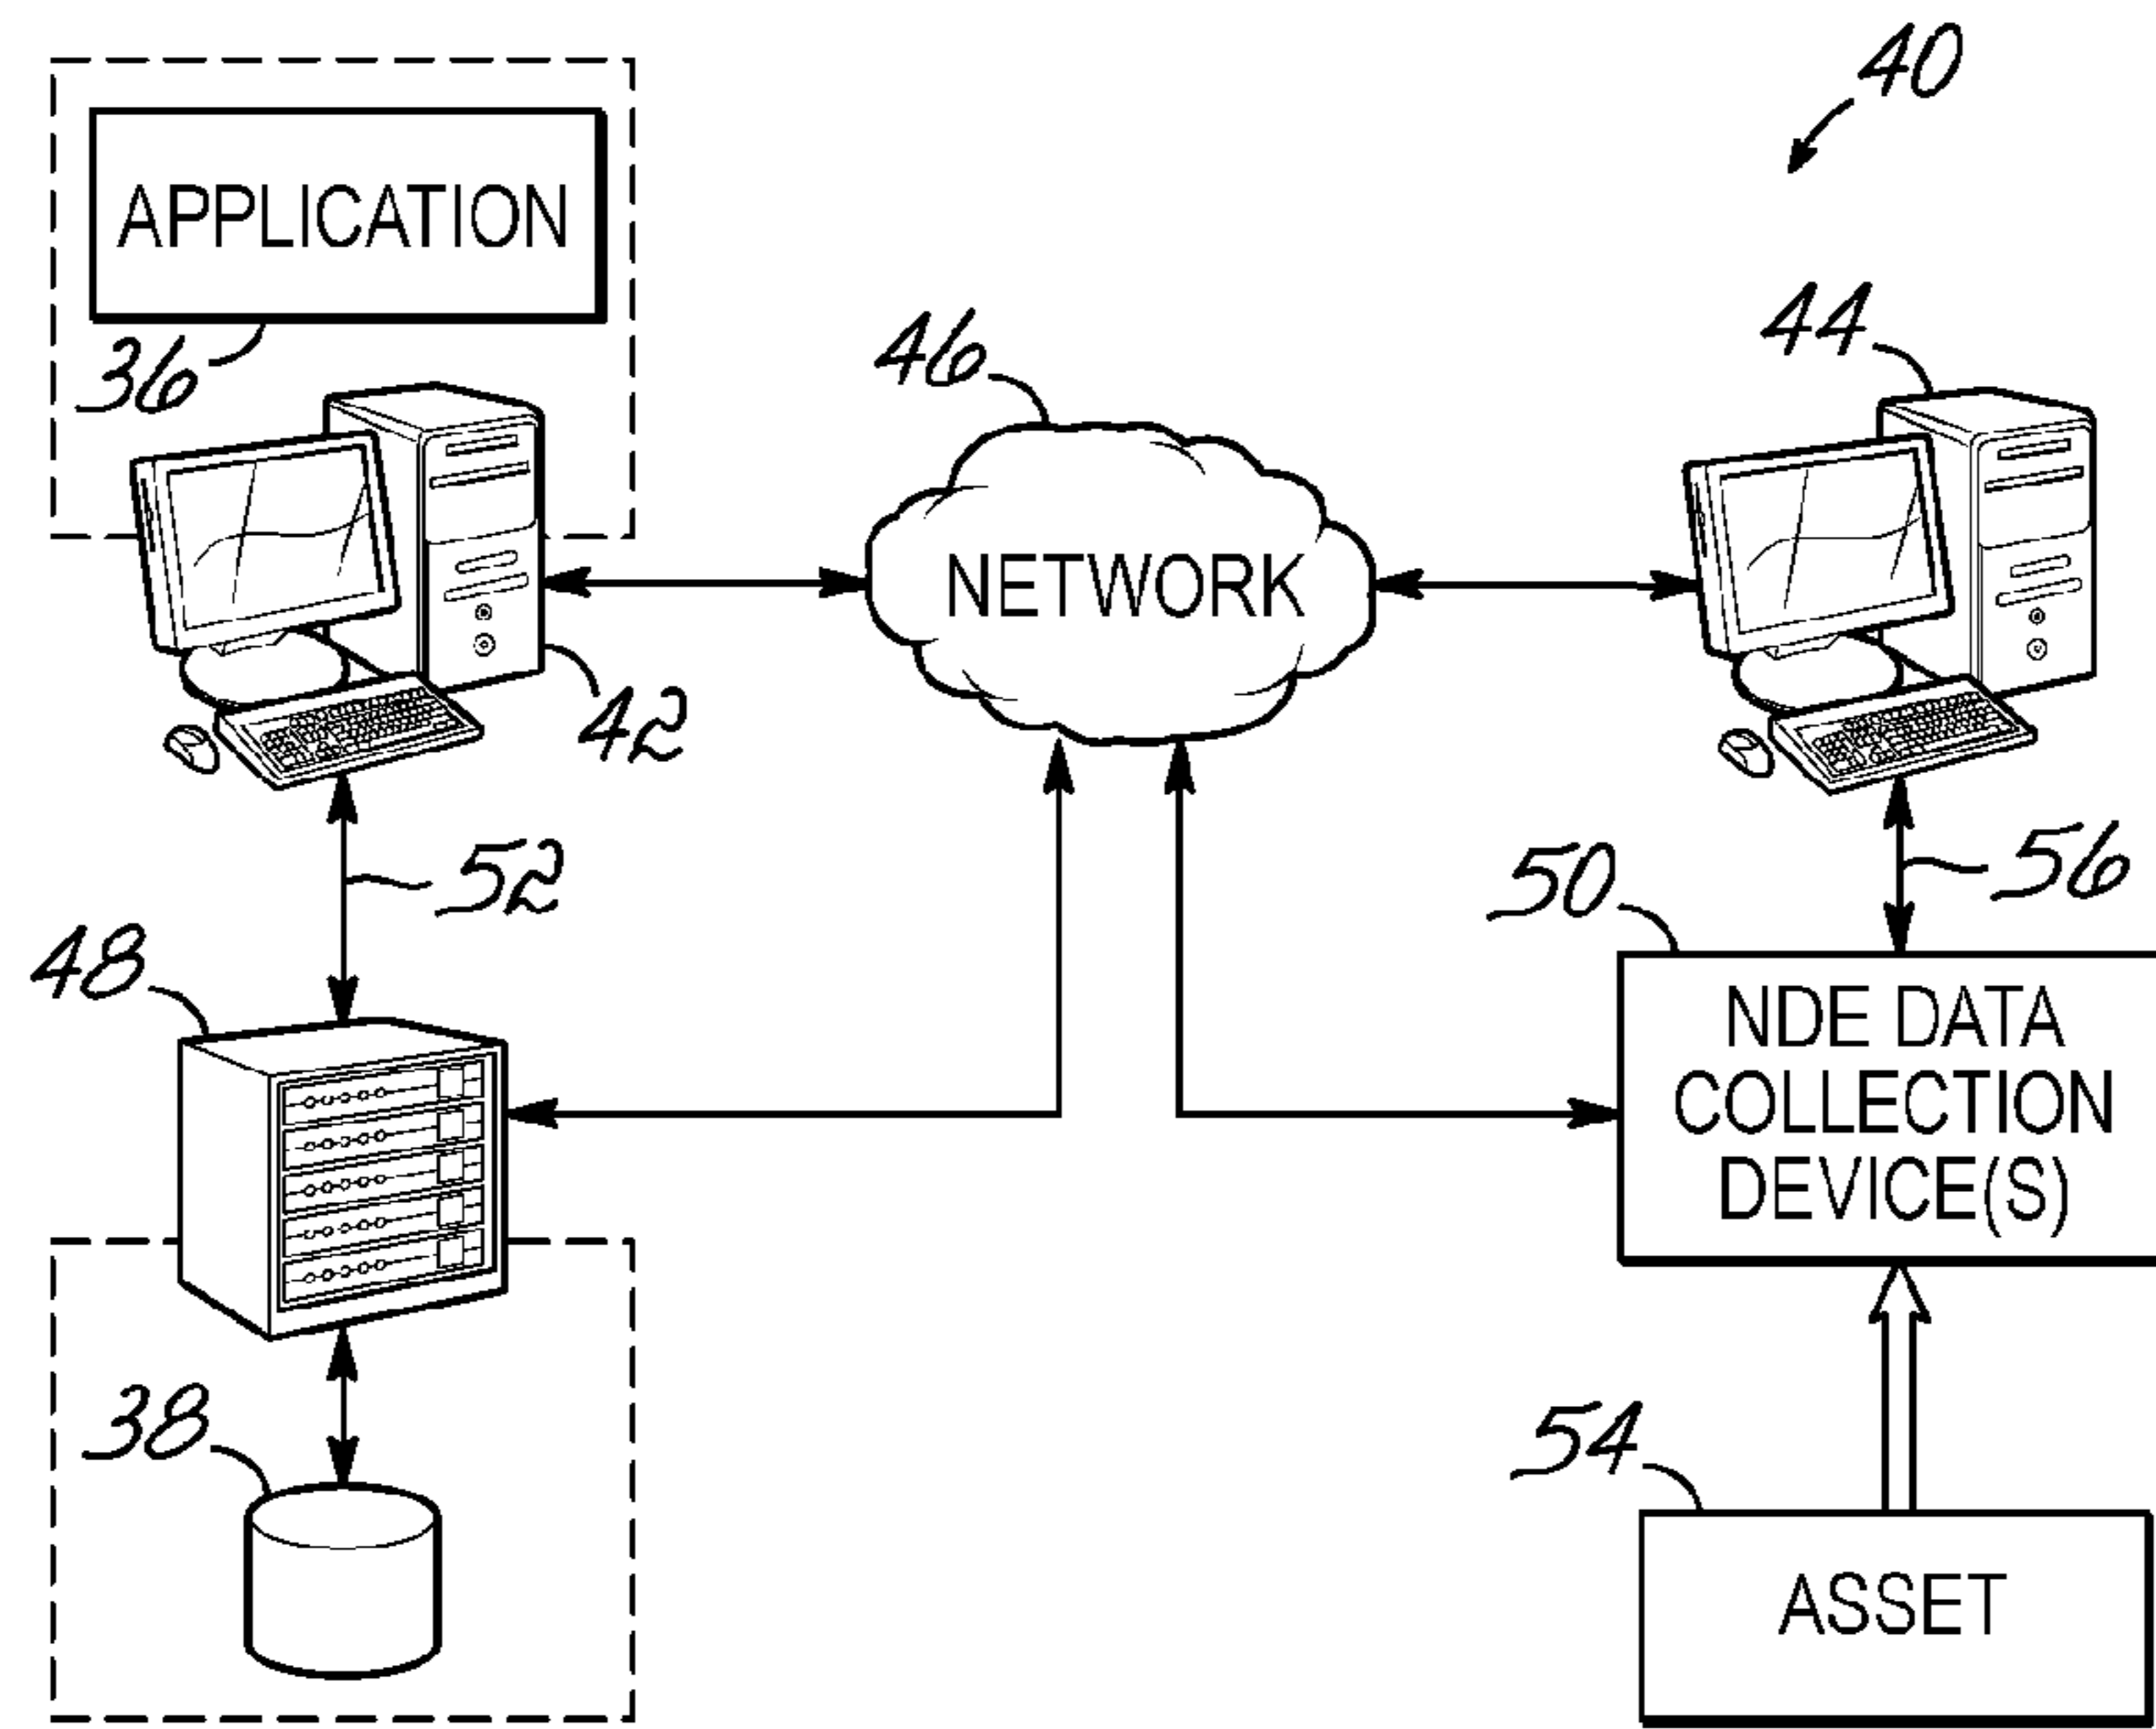 40
APPLICATION
36
46
44
NETWORK
42
52
56
50
48
NDE DATA
COLLECTION
DEVICE(S)
38
54
ASSET